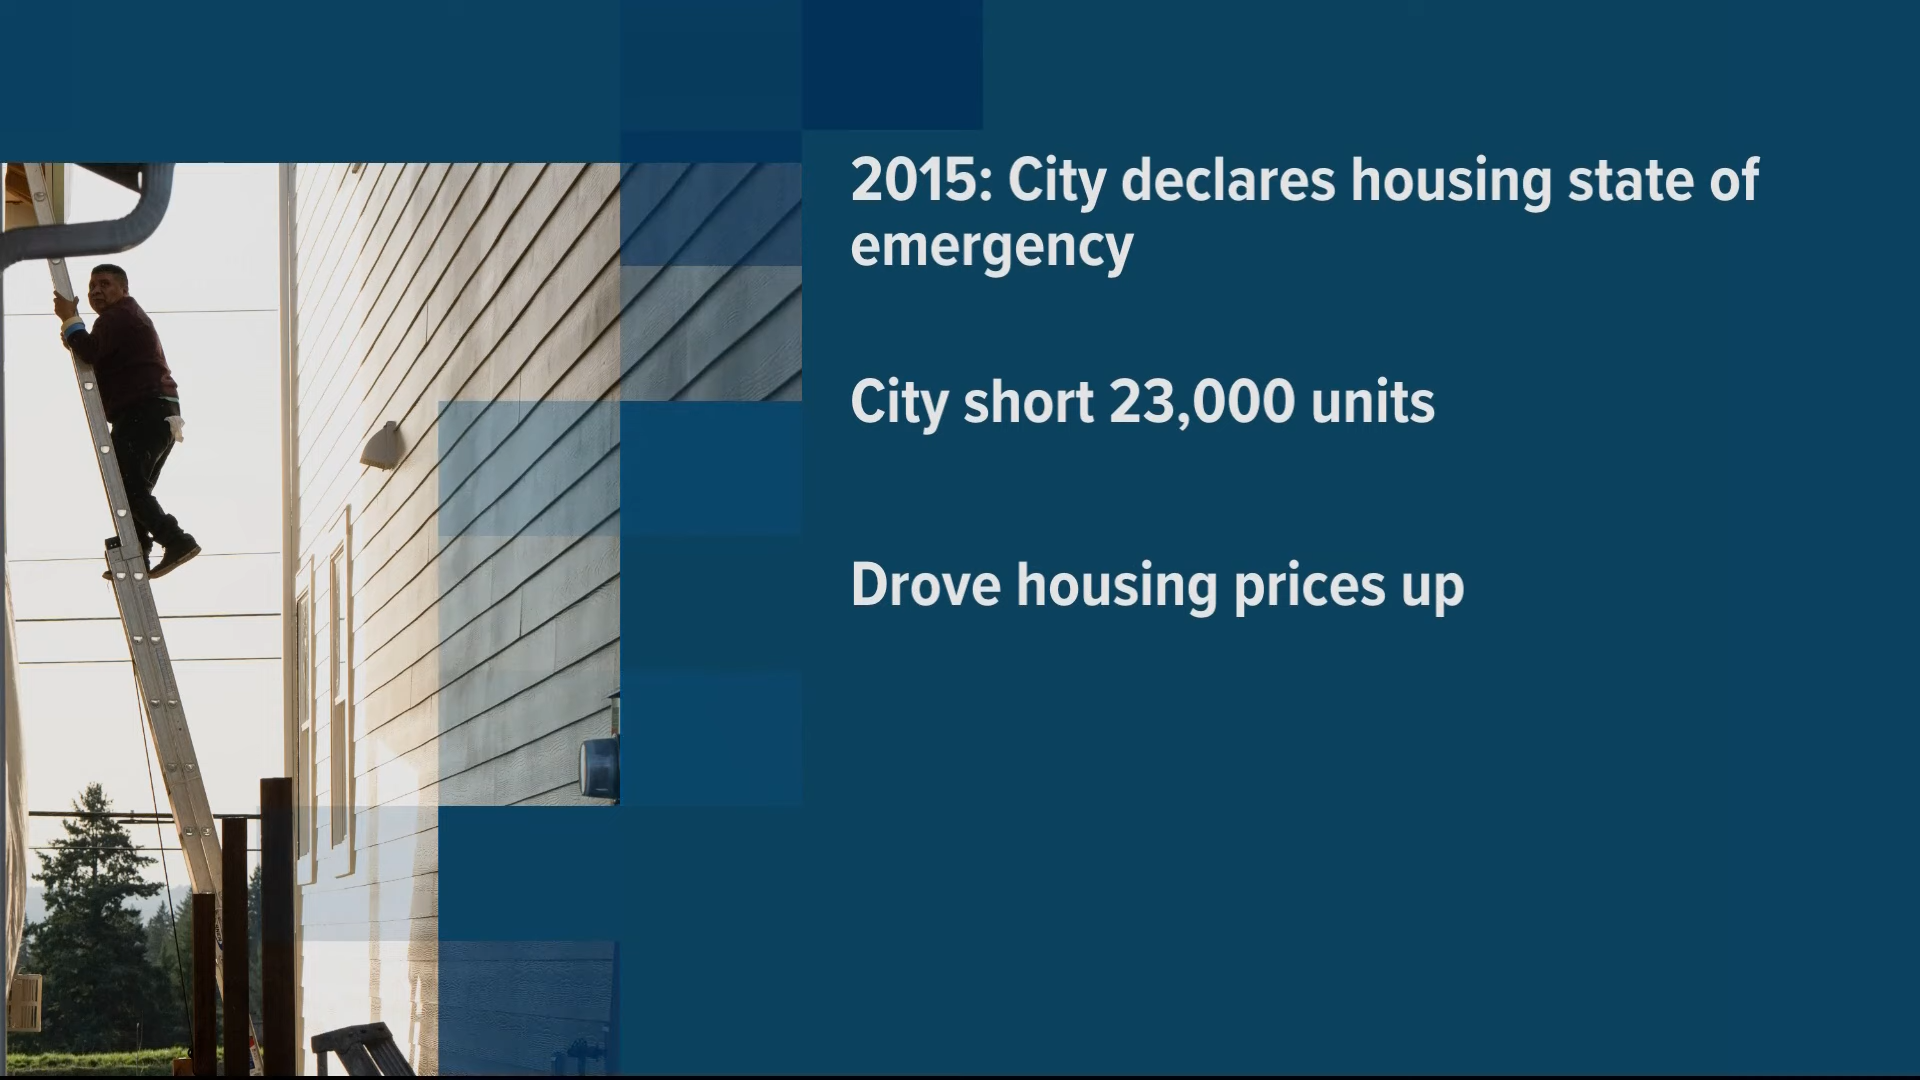 2015: City declares housing state of
emergency
City short 23,000 units
Drove housing prices up